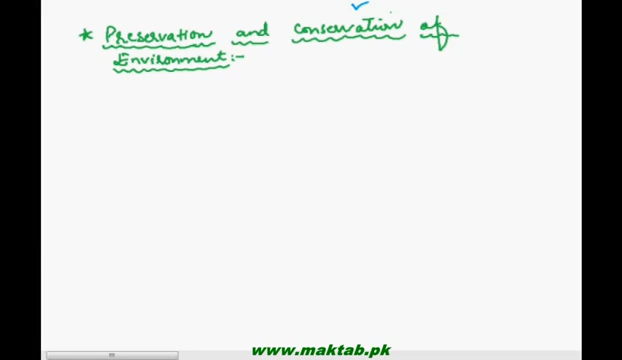 * Preservation and conservation of
Environment:-
www.maktab.pk